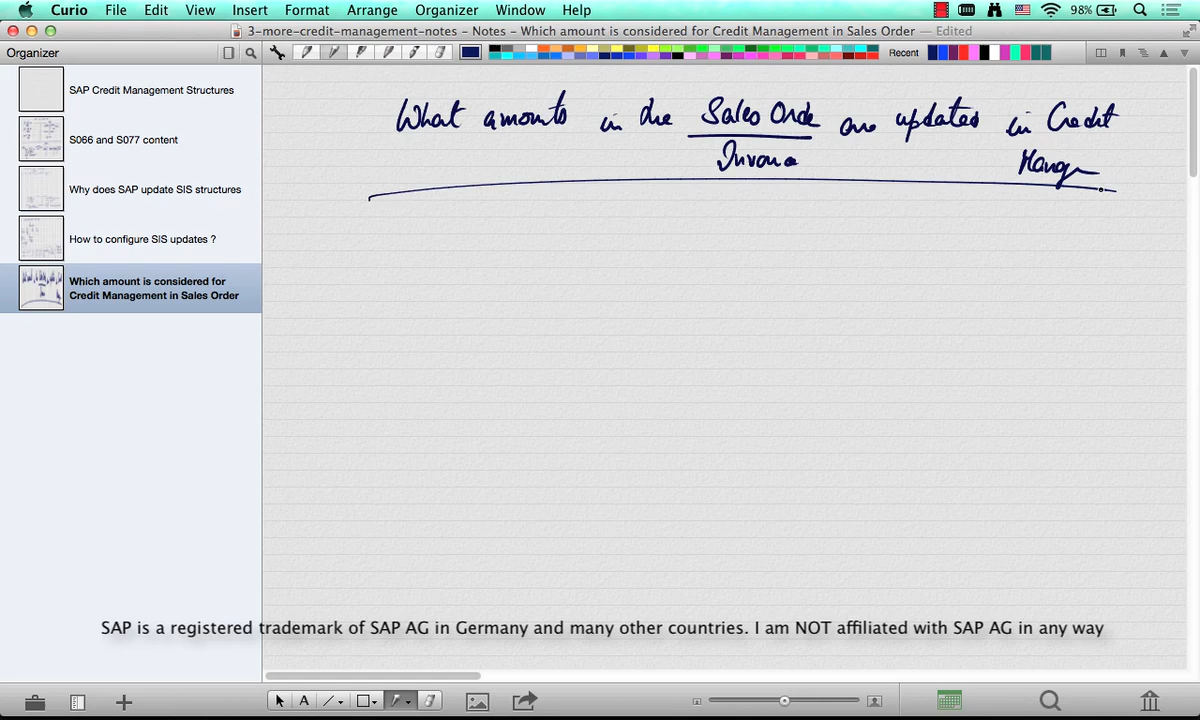 Curio File Edit View Insert Format Arrange Organizer Window Help 98%
3-more-credit-management-notes – Notes – Which amount is considered for Credit Management in Sales Order — Edited
Organizer Recent
SAP Credit Management Structures
S066 and S077 content
Why does SAP update SIS structures
How to configure SIS updates ?
Which amount is considered for
Credit Management in Sales Order
What amounts in the Sales Order are updates in Credit
SAP is a registered trademark of SAP AG in Germany and many other countries. I am NOT affiliated with SAP AG in any way
A